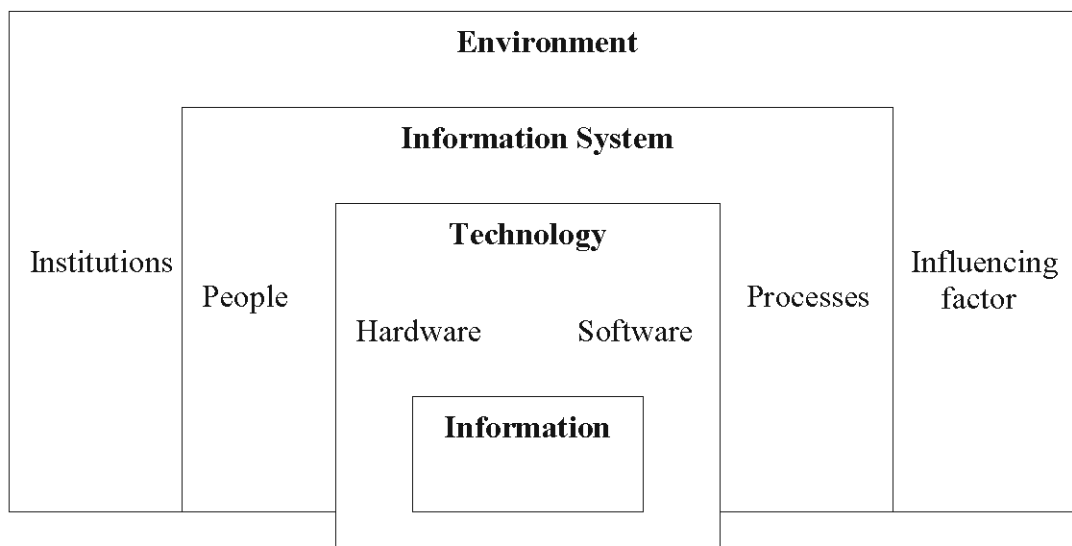 Environment
Information System
Technology
Institutions
People
Hardware
Software
Processes
Influencing
factor
Information